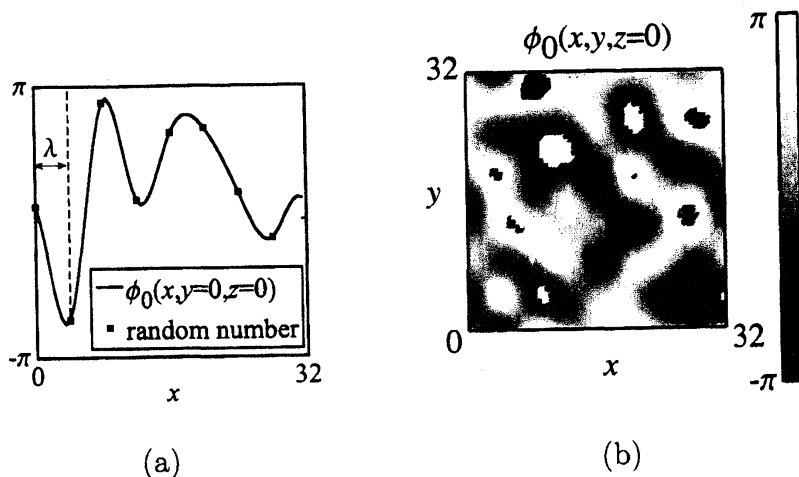 π
λ
ϕ₀(x,y=0,z=0)
random number
-π
0
32
x
(a)
ϕ₀(x,y,z=0)
32
y
0
32
x
π
-π
(b)